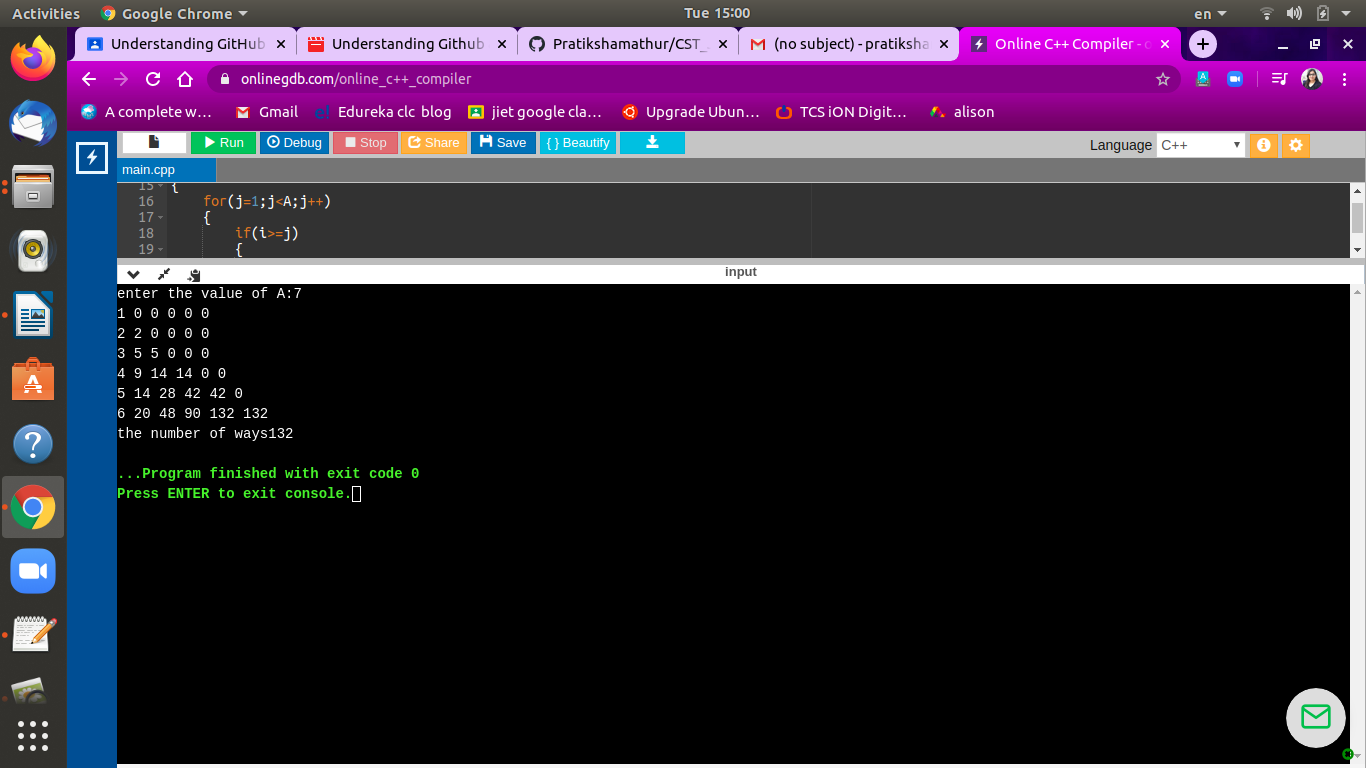 Activities Google Chrome Tue 15:00 en
Understanding GitHub Understanding Github Pratikshamathur/CST_ (no subject) - pratiksha Online C++ Compiler - o
onlinegdb.com/online_c++_compiler
A complete w... Gmail Edureka clc blog jiet google cla... Upgrade Ubun... TCS iON Digit... alison
Run Debug Stop Share Save { } Beautify Language C++
main.cpp
15 {
16 for(j=1;j<A;j++)
17 {
18 if(i>=j)
19 {
input
enter the value of A:7
1 0 0 0 0 0
2 2 0 0 0 0
3 5 5 0 0 0
4 9 14 14 0 0
5 14 28 42 42 0
6 20 48 90 132 132
the number of ways132
...Program finished with exit code 0
Press ENTER to exit console.